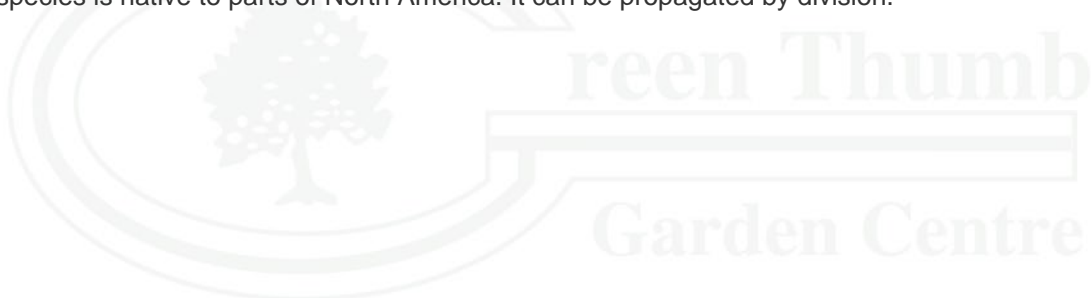 species is native to parts of North America. It can be propagated by division.
reen Thumb
Garden Centre